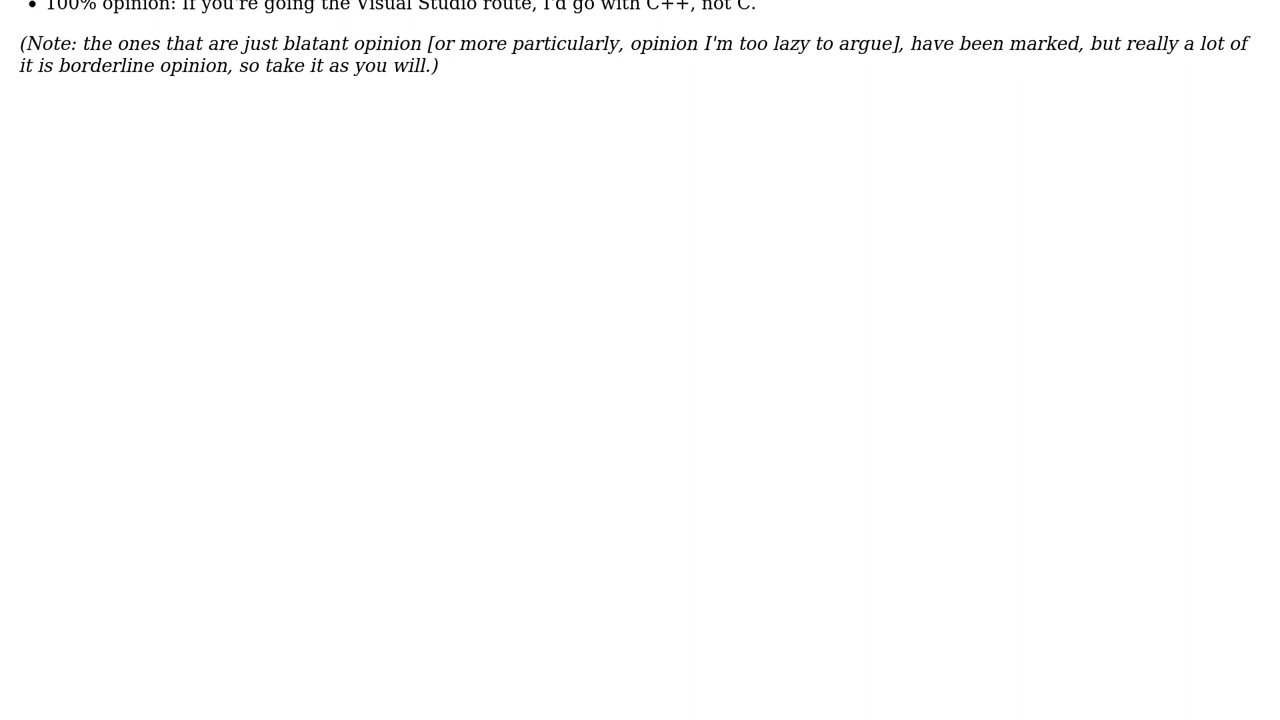 • 100% opinion: If you're going the Visual Studio route, I'd go with C++, not C.
(Note: the ones that are just blatant opinion [or more particularly, opinion I'm too lazy to argue], have been marked, but really a lot of
it is borderline opinion, so take it as you will.)